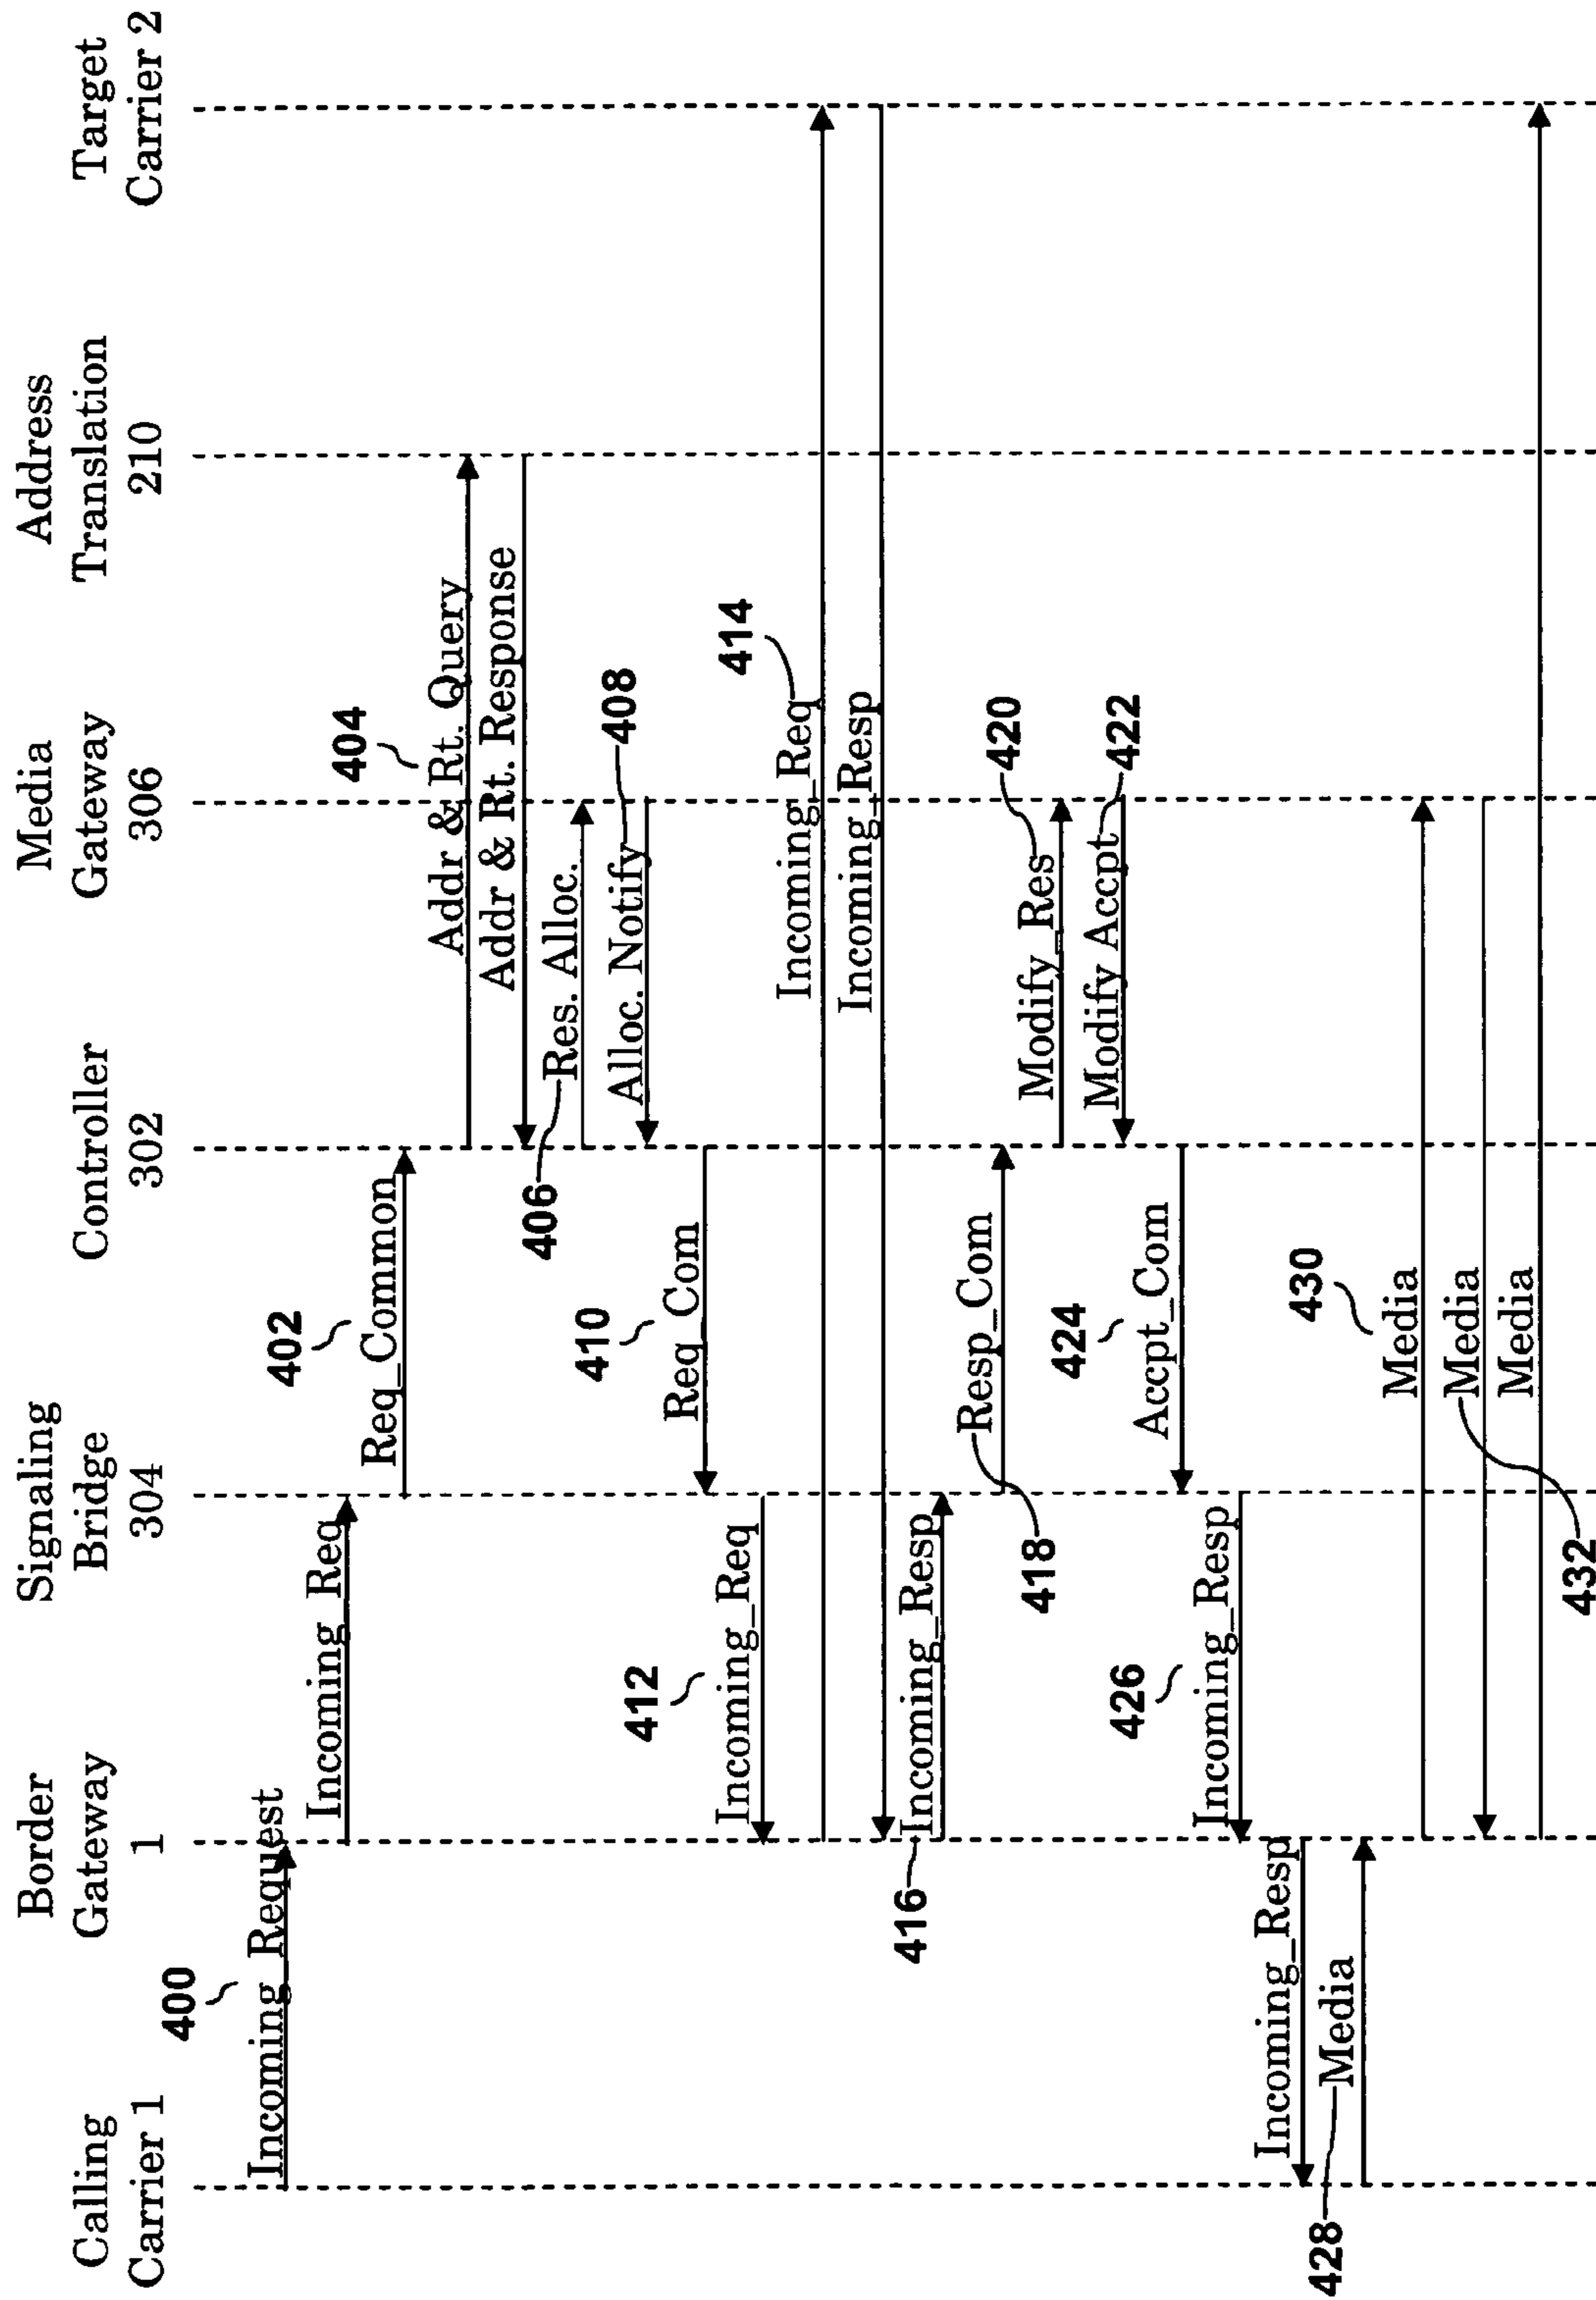 Calling
Carrier 1
Border
Gateway
1
Signaling
Bridge
304
Controller
302
Media
Gateway
306
Address
Translation
210
Target
Carrier 2
400
Incoming_Request
Incoming_Req
402
Req_Common
404
Addr & Rt. Query
Addr & Rt. Response
406
Res. Alloc.
408
Alloc. Notify
410
Req_Com
412
Incoming_Req
414
Incoming_Req
Incoming_Resp
416
Incoming_Resp
418
Resp_Com
420
Modify_Res
Modify Accpt
422
424
Accpt_Com
426
Incoming_Resp
Incoming_Resp
428
Media
430
Media
Media
432
Media